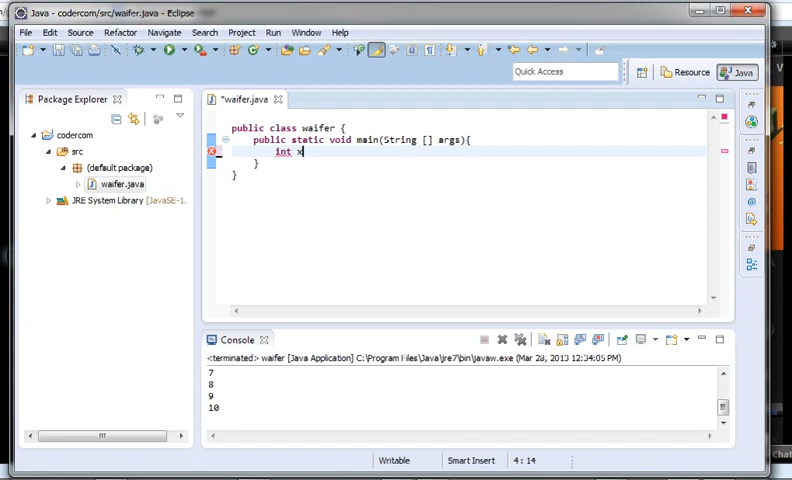 Java - codercom/src/waifer.java - Eclipse
File Edit Source Refactor Navigate Search Project Run Window Help
Quick Access
Resource
Java
Package Explorer
*waifer.java
codercom
src
(default package)
waifer.java
JRE System Library [JavaSE-1.
public class waifer {
public static void main(String [] args){
int x
}
}
Console
<terminated> waifer [Java Application] C:\Program Files\Java\jre7\bin\javaw.exe (Mar 28, 2013 12:34:05 PM)
7
8
9
10
Writable
Smart Insert
4 : 14
Chat